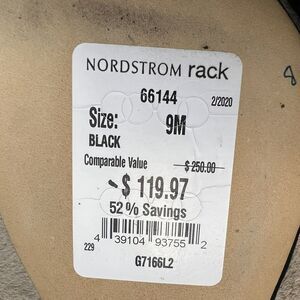 NORDSTROM rack
66144 2/2020
Size: 9M
BLACK
Comparable Value $ 250.00
$ 119.97
52% Savings
4 39104 93755 2
229
G7166L2
8